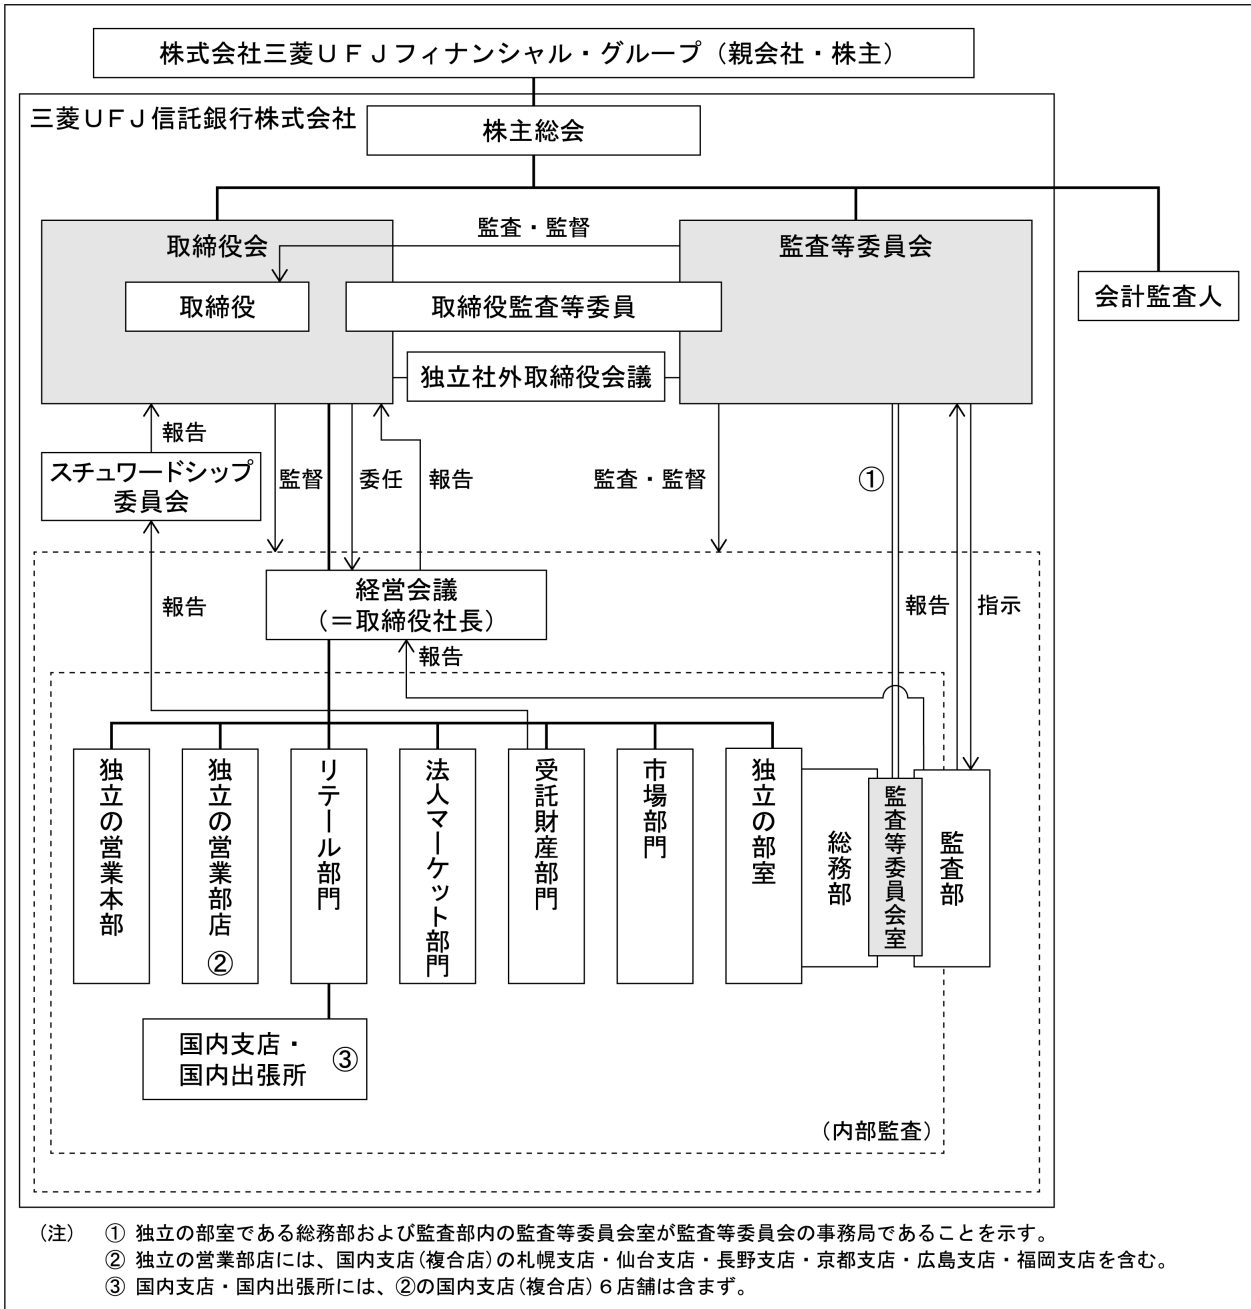 株式会社三菱ＵＦＪフィナンシャル・グループ（親会社・株主）
三菱ＵＦＪ信託銀行株式会社
株主総会
取締役会
監査・監督
監査等委員会
取締役
取締役監査等委員
会計監査人
独立社外取締役会議
報告
スチュワードシップ
委員会
監督
委任
報告
監査・監督
①
経営会議
（＝取締役社長）
報告
報告
報告
指示
独立の営業本部
独立の営業部店
②
リテール部門
法人マーケット部門
受託財産部門
市場部門
独立の部室
総務部
監査等委員会室
監査部
国内支店・
国内出張所
③
（内部監査）
（注）　①　独立の部室である総務部および監査部内の監査等委員会室が監査等委員会の事務局であることを示す。
②　独立の営業部店には、国内支店（複合店）の札幌支店・仙台支店・長野支店・京都支店・広島支店・福岡支店を含む。
③　国内支店・国内出張所には、②の国内支店（複合店）６店舗は含まず。